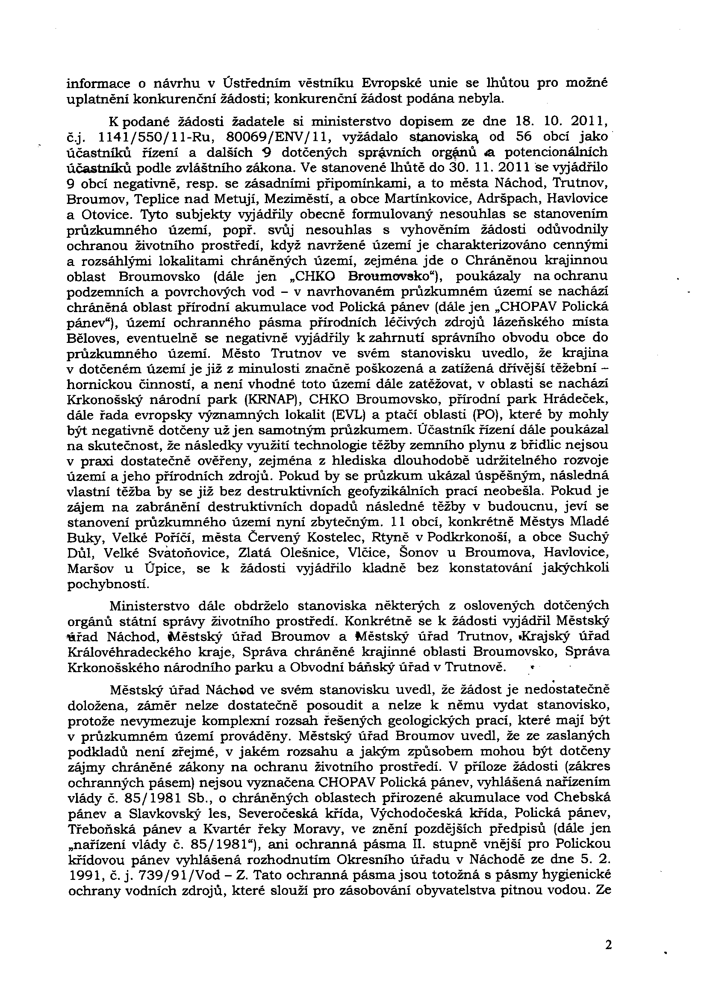 informace o návrhu v Ústředním věstníku Evropské unie se lhůtou pro možné
uplatnění konkurenční žádosti; konkurenční žádost podána nebyla.
K podané žádosti žadatele si ministerstvo dopisem ze dne 18. 10. 2011,
č.j. 1141/550/11-Ru, 80069/ENV/11, vyžádalo stanoviska od 56 obcí jako
účastníků řízení a dalších 9 dotčených správních orgánů a potencionálních
účastníků podle zvláštního zákona. Ve stanovené lhůtě do 30. 11. 2011 se vyjádřilo
9 obcí negativně, resp. se zásadními připomínkami, a to města Náchod, Trutnov,
Broumov, Teplice nad Metují, Meziměstí, a obce Martínkovice, Adršpach, Havlovice
a Otovice. Tyto subjekty vyjádřily obecně formulovaný nesouhlas se stanovením
průzkumného území, popř. svůj nesouhlas s vyhověním žádosti odůvodnily
ochranou životního prostředí, když navržené území je charakterizováno cennými
a rozsáhlými lokalitami chráněných území, zejména jde o Chráněnou krajinnou
oblast Broumovsko (dále jen „CHKO Broumovsko“), poukázaly na ochranu
podzemních a povrchových vod – v navrhovaném průzkumném území se nachází
chráněná oblast přírodní akumulace vod Polická pánev (dále jen „CHOPAV Polická
pánev“), území ochranného pásma přírodních léčivých zdrojů lázeňského místa
Běloves, eventuelně se negativně vyjádřily k zahrnutí správního obvodu obce do
průzkumného území. Město Trutnov ve svém stanovisku uvedlo, že krajina
v dotčeném území je již z minulosti značně poškozená a zatížená dřívější těžební –
hornickou činností, a není vhodné toto území dále zatěžovat, v oblasti se nachází
Krkonošský národní park (KRNAP), CHKO Broumovsko, přírodní park Hrádeček,
dále řada evropsky významných lokalit (EVL) a ptačí oblasti (PO), které by mohly
být negativně dotčeny už jen samotným průzkumem. Účastník řízení dále poukázal
na skutečnost, že následky využití technologie těžby zemního plynu z břidlic nejsou
v praxi dostatečně ověřeny, zejména z hlediska dlouhodobě udržitelného rozvoje
území a jeho přírodních zdrojů. Pokud by se průzkum ukázal úspěšným, následná
vlastní těžba by se již bez destruktivních geofyzikálních prací neobešla. Pokud je
zájem na zabránění destruktivních dopadů následné těžby v budoucnu, jeví se
stanovení průzkumného území nyní zbytečným. 11 obcí, konkrétně Městys Mladé
Buky, Velké Poříčí, města Červený Kostelec, Rtyně v Podkrkonoší, a obce Suchý
Důl, Velké Svatoňovice, Zlatá Olešnice, Vlčice, Šonov u Broumova, Havlovice,
Maršov u Úpice, se k žádosti vyjádřilo kladně bez konstatování jakýchkoli
pochybností.
Ministerstvo dále obdrželo stanoviska některých z oslovených dotčených
orgánů státní správy životního prostředí. Konkrétně se k žádosti vyjádřil Městský
úřad Náchod, Městský úřad Broumov a Městský úřad Trutnov, Krajský úřad
Královéhradeckého kraje, Správa chráněné krajinné oblasti Broumovsko, Správa
Krkonošského národního parku a Obvodní báňský úřad v Trutnově.
Městský úřad Náchod ve svém stanovisku uvedl, že žádost je nedostatečně
doložena, záměr nelze dostatečně posoudit a nelze k němu vydat stanovisko,
protože nevymezuje komplexní rozsah řešených geologických prací, které mají být
v průzkumném území prováděny. Městský úřad Broumov uvedl, že ze zaslaných
podkladů není zřejmé, v jakém rozsahu a jakým způsobem mohou být dotčeny
zájmy chráněné zákony na ochranu životního prostředí. V příloze žádosti (zákres
ochranných pásem) nejsou vyznačena CHOPAV Polická pánev, vyhlášená nařízením
vlády č. 85/1981 Sb., o chráněných oblastech přirozené akumulace vod Chebská
pánev a Slavkovský les, Severočeská křída, Východočeská křída, Polická pánev,
Třeboňská pánev a Kvartér řeky Moravy, ve znění pozdějších předpisů (dále jen
„nařízení vlády č. 85/1981“), ani ochranná pásma II. stupně vnější pro Polickou
křídovou pánev vyhlášená rozhodnutím Okresního úřadu v Náchodě ze dne 5. 2.
1991, č. j. 739/91/Vod – Z. Tato ochranná pásma jsou totožná s pásmy hygienické
ochrany vodních zdrojů, které slouží pro zásobování obyvatelstva pitnou vodou. Ze
2